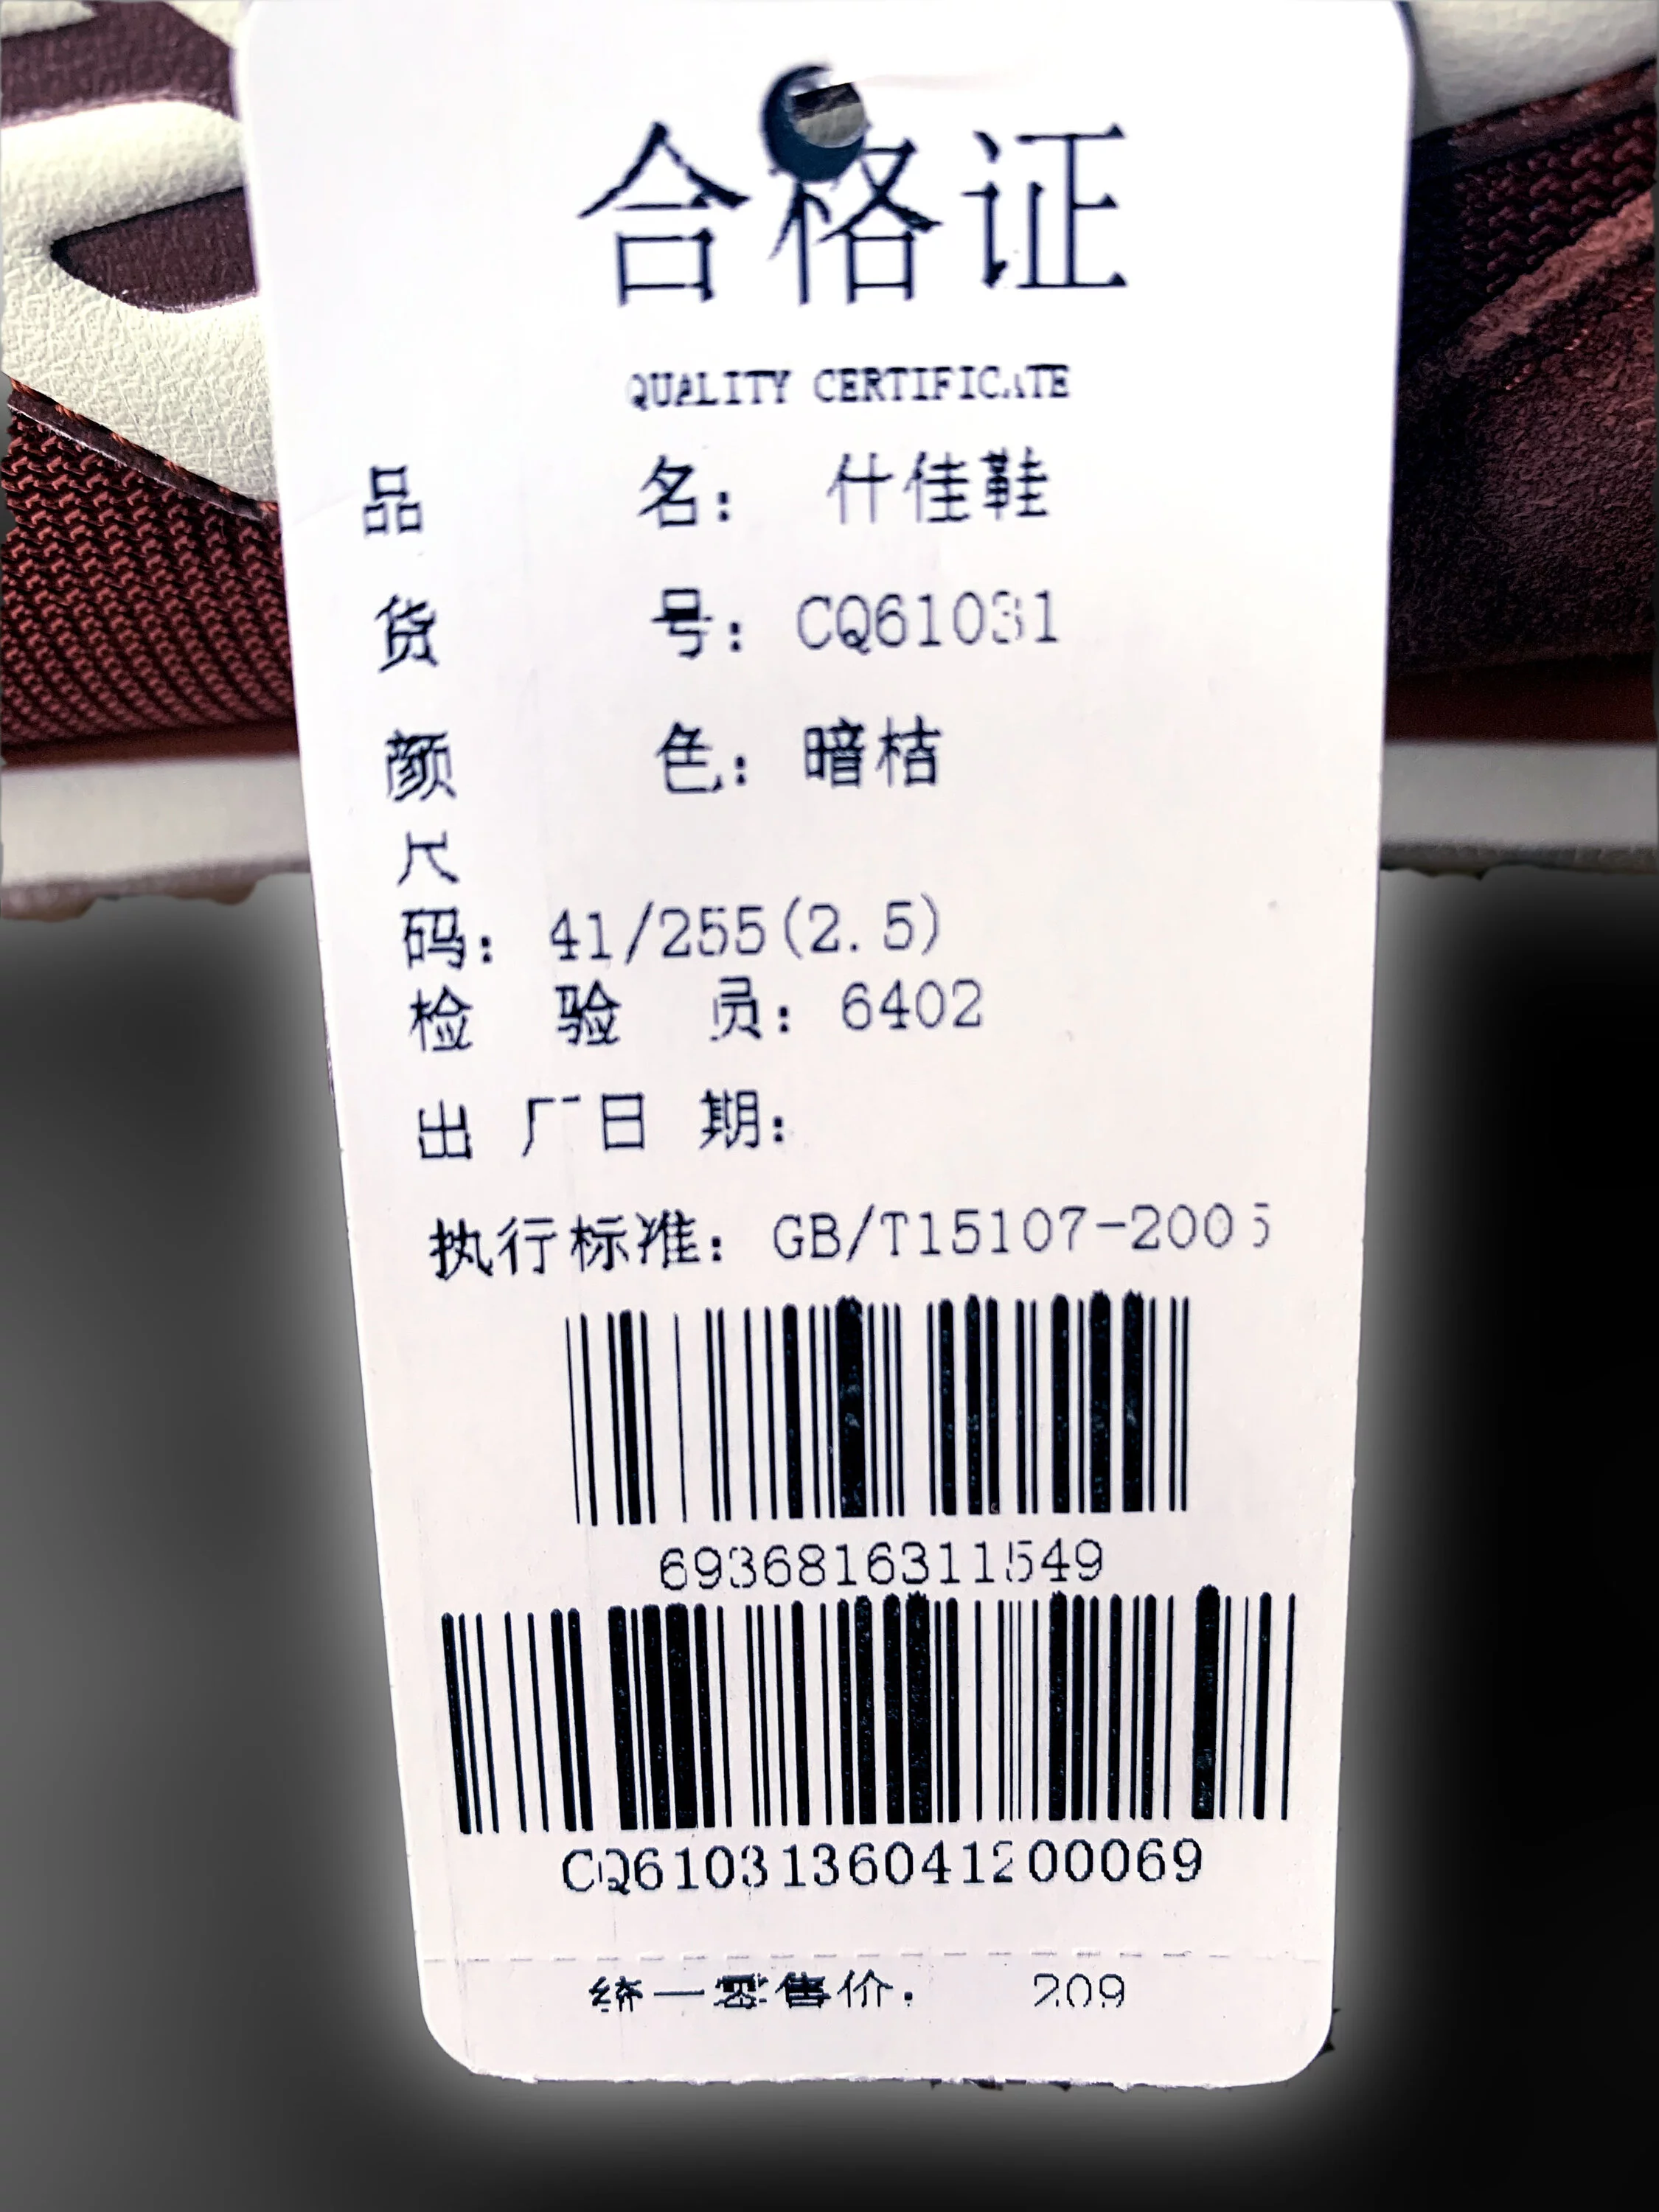 合格证
QUALITY CERTIFICATE
品 名： 什佳鞋
货 号：CQ61031
颜 色：暗桔
尺
码：41/255(2.5)
检 验 员：6402
出 厂 日 期：
执行标准：GB/T15107-2005
6936816311549
CQ6103136041200069
统一零售价： 209